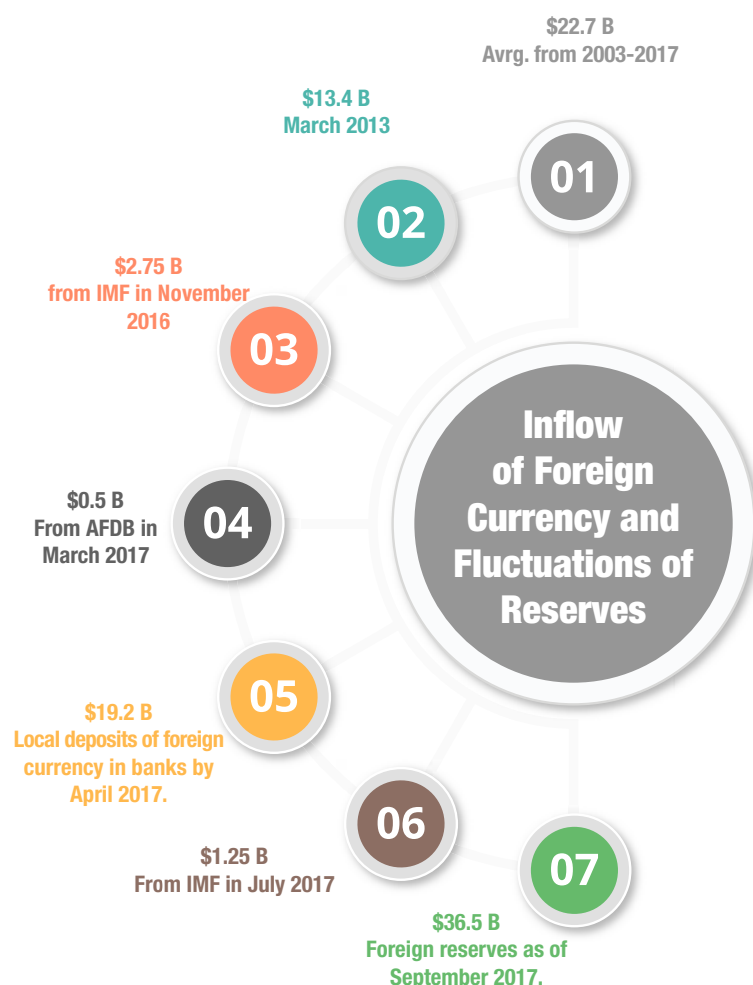 $22.7 B
Avrg. from 2003-2017
01
$13.4 B
March 2013
02
$2.75 B
from IMF in November
2016
03
$0.5 B
From AFDB in
March 2017
04
Inflow
of Foreign
Currency and
Fluctuations of
Reserves
05
$19.2 B
Local deposits of foreign
currency in banks by
April 2017.
06
$1.25 B
From IMF in July 2017
07
$36.5 B
Foreign reserves as of
September 2017.